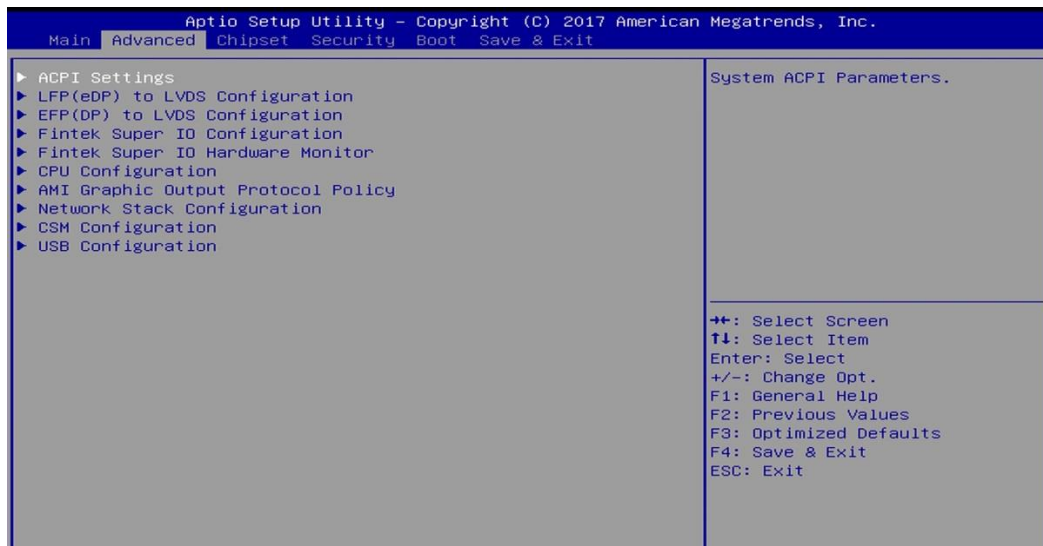 Aptio Setup Utility – Copyright (C) 2017 American Megatrends, Inc.
Main Advanced Chipset Security Boot Save & Exit
► ACPI Settings
► LFP(eDP) to LVDS Configuration
► EFP(DP) to LVDS Configuration
► Fintek Super IO Configuration
► Fintek Super IO Hardware Monitor
► CPU Configuration
► AMI Graphic Output Protocol Policy
► Network Stack Configuration
► CSM Configuration
► USB Configuration
System ACPI Parameters.
→←: Select Screen
↑↓: Select Item
Enter: Select
+/-: Change Opt.
F1: General Help
F2: Previous Values
F3: Optimized Defaults
F4: Save & Exit
ESC: Exit